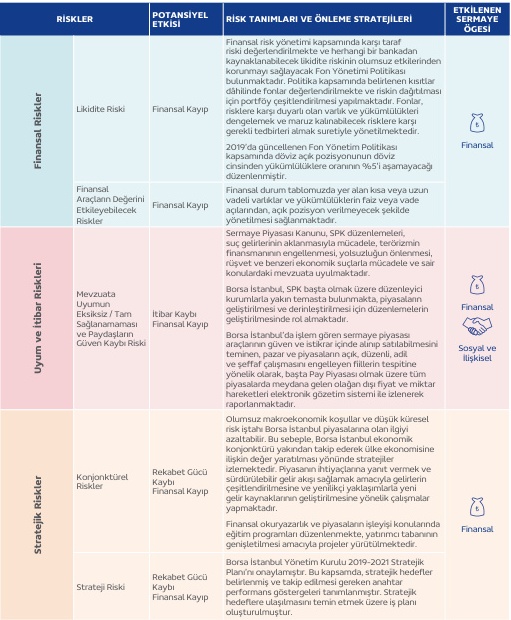 RİSKLER
POTANSİYEL
ETKİSİ
RİSK TANIMLARI VE ÖNLEME STRATEJİLERİ
ETKİLENEN
SERMAYE
ÖGESİ
Finansal Riskler
Likidite Riski
Finansal Kayıp
Finansal risk yönetimi kapsamında karşı taraf
riski değerlendirilmekte ve herhangi bir bankadan
kaynaklanabilecek likidite riskinin olumsuz etkilerinden
korunmayı sağlayacak Fon Yönetimi Politikası
bulunmaktadır. Politika kapsamında belirlenen kısıtlar
dâhilinde fonlar değerlendirilmekte ve riskin dağıtılması
için portföy çeşitlendirilmesi yapılmaktadır. Fonlar,
risklere karşı duyarlı olan varlık ve yükümlülükleri
dengelemek ve maruz kalınabilecek risklere karşı
gerekli tedbirleri almak suretiyle yönetilmektedir.
2019'da güncellenen Fon Yönetim Politikası
kapsamında döviz açık pozisyonunun döviz
cinsinden yükümlülüklere oranının %5'i aşamayacağı
düzenlenmiştir.
Finansal
Finansal
Araçların Değerini
Etkileyebilecek
Riskler
Finansal Kayıp
Finansal durum tablomuzda yer alan kısa veya uzun
vadeli varlıklar ve yükümlülüklerin faiz veya vade
açılarından, açık pozisyon verilmeyecek şekilde
yönetilmesi sağlanmaktadır.
Uyum ve İtibar Riskleri
Mevzuata
Uyumun
Eksiksiz / Tam
Sağlanamaması
ve Paydaşların
Güven Kaybı Riski
İtibar Kaybı
Finansal Kayıp
Sermaye Piyasası Kanunu, SPK düzenlemeleri,
suç gelirlerinin aklanmasıyla mücadele, terörizmin
finansmanının engellenmesi, yolsuzluğun önlenmesi,
rüşvet ve benzeri ekonomik suçlarla mücadele ve sair
konulardaki mevzuata uyulmaktadır.
Borsa İstanbul, SPK başta olmak üzere düzenleyici
kurumlarla yakın temasta bulunmakta, piyasaların
geliştirilmesi ve derinleştirilmesi için düzenlemelerin
geliştirilmesinde rol almaktadır.
Borsa İstanbul'da işlem gören sermaye piyasası
araçlarının güven ve istikrar içinde alınıp satılabilmesini
teminen, pazar ve piyasaların açık, düzenli, adil
ve şeffaf çalışmasını engelleyen fiillerin tespitine
yönelik olarak, başta Pay Piyasası olmak üzere tüm
piyasalarda meydana gelen olağan dışı fiyat ve miktar
hareketleri elektronik gözetim sistemi ile izlenerek
raporlanmaktadır.
Finansal
Sosyal ve
İlişkisel
Stratejik Riskler
Konjonktürel
Riskler
Rekabet Gücü
Kaybı
Finansal Kayıp
Olumsuz makroekonomik koşullar ve düşük küresel
risk iştahı Borsa İstanbul piyasalarına olan ilgiyi
azaltabilir. Bu sebeple, Borsa İstanbul ekonomik
konjonktürü yakından takip ederek ülke ekonomisine
ilişkin değer yaratılması yönünde stratejiler
izlemektedir. Piyasanın ihtiyaçlarına yanıt vermek ve
sürdürülebilir gelir akışı sağlamak amacıyla gelirlerin
çeşitlendirilmesine ve yenilikçi yaklaşımlarla yeni
gelir kaynaklarının geliştirilmesine yönelik çalışmalar
yapmaktadır.
Finansal okuryazarlık ve piyasaların işleyişi konularında
eğitim programları düzenlenmekte, yatırımcı tabanının
genişletilmesi amacıyla projeler yürütülmektedir.
Finansal
Strateji Riski
Rekabet Gücü
Kaybı
Finansal Kayıp
Borsa İstanbul Yönetim Kurulu 2019-2021 Stratejik
Planı'nı onaylamıştır. Bu kapsamda, stratejik hedefler
belirlenmiş ve takip edilmesi gereken anahtar
performans göstergeleri tanımlanmıştır. Stratejik
hedeflere ulaşılmasını temin etmek üzere iş planı
oluşturulmuştur.